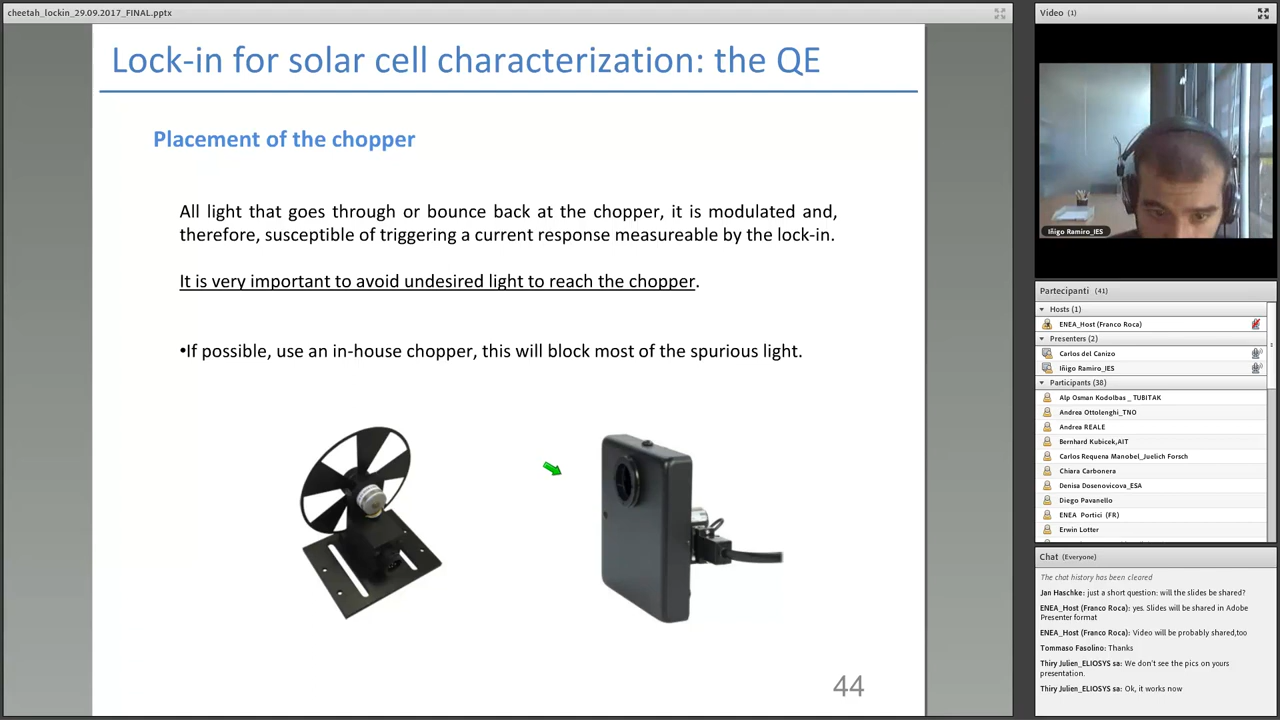 cheetah_lockin_29.09.2017_FINAL.pptx
Lock-in for solar cell characterization: the QE
Placement of the chopper
All light that goes through or bounce back at the chopper, it is modulated and,
therefore, susceptible of triggering a current response measureable by the lock-in.
It is very important to avoid undesired light to reach the chopper.
•If possible, use an in-house chopper, this will block most of the spurious light.
44
Video (1)
Iñigo Ramiro_IES
Partecipanti (41)
Hosts (1)
ENEA_Host (Franco Roca)
Presenters (2)
Carlos del Canizo
Iñigo Ramiro_IES
Participants (38)
Alp Osman Kodolbas _ TUBITAK
Andrea Ottolenghi_TNO
Andrea REALE
Bernhard Kubicek,AIT
Carlos Requena Manobel_Juelich Forsch
Chiara Carbonera
Denisa Dosenovicova_ESA
Diego Pavanello
ENEA Portici (FR)
Erwin Lotter
Chat (Everyone)
The chat history has been cleared
Jan Haschke: just a short question: will the slides be shared?
ENEA_Host (Franco Roca): yes. Slides will be shared in Adobe
Presenter format
ENEA_Host (Franco Roca): Video will be probably shared,too
Tommaso Fasolino: Thanks
Thiry Julien_ELIOSYS sa: We don't see the pics on yours
presentation.
Thiry Julien_ELIOSYS sa: Ok, it works now